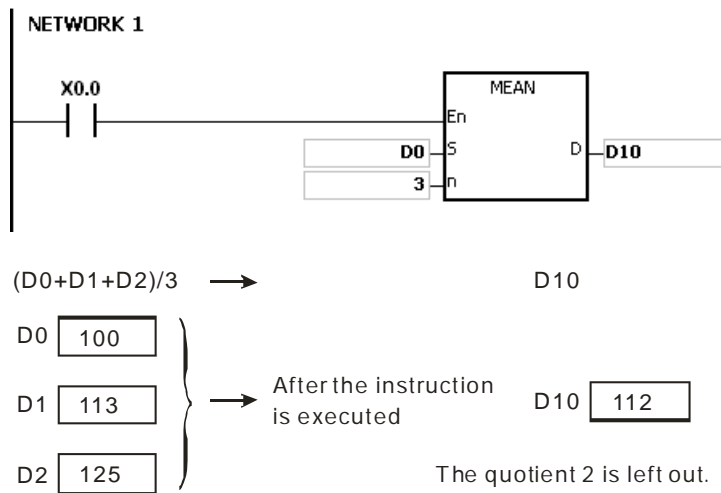 NETWORK 1
X0.0
MEAN
En
D0 S D D10
3 n
(D0+D1+D2)/3 D10
D0 100
D1 113
After the instruction
is executed
D10 112
D2 125
The quotient 2 is left out.